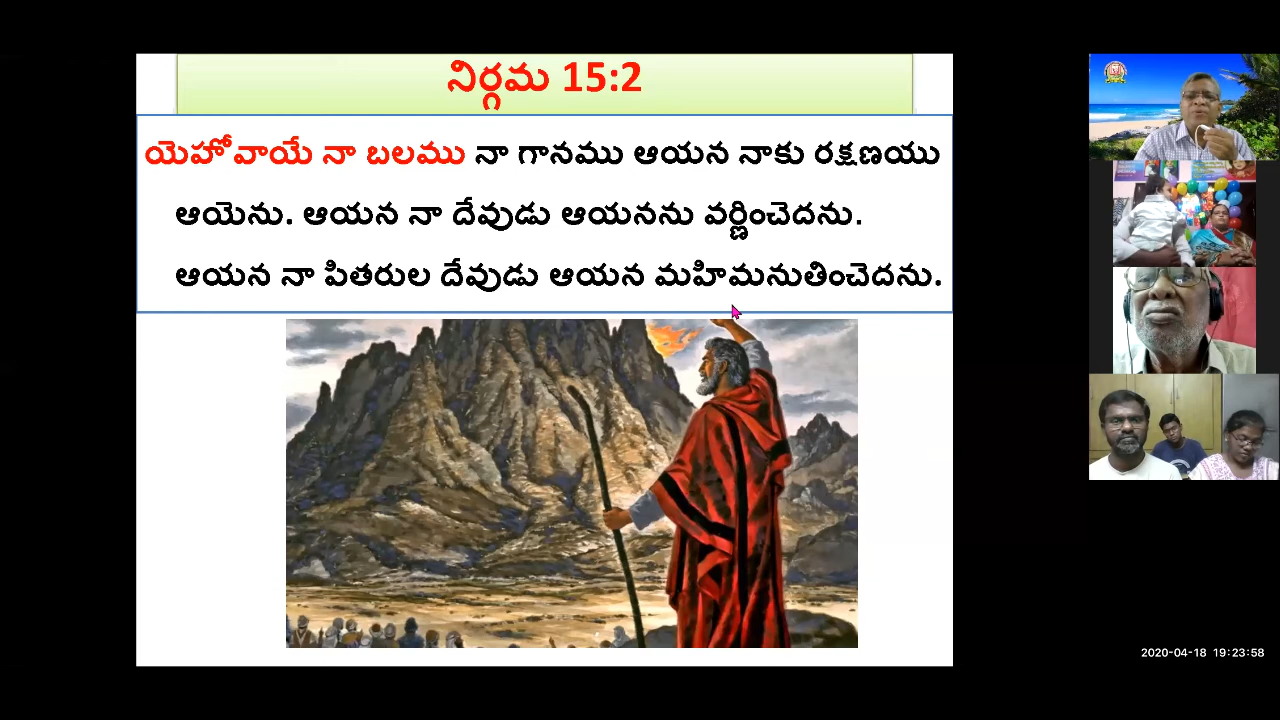 నిర్గమ 15:2
యెహోవాయే నా బలము నా గానము ఆయన నాకు రక్షణయు
ఆయెను. ఆయన నా దేవుడు ఆయనను వర్ణించెదను.
ఆయన నా పితరుల దేవుడు ఆయన మహిమనుతించెదను.
2020-04-18 19:23:58